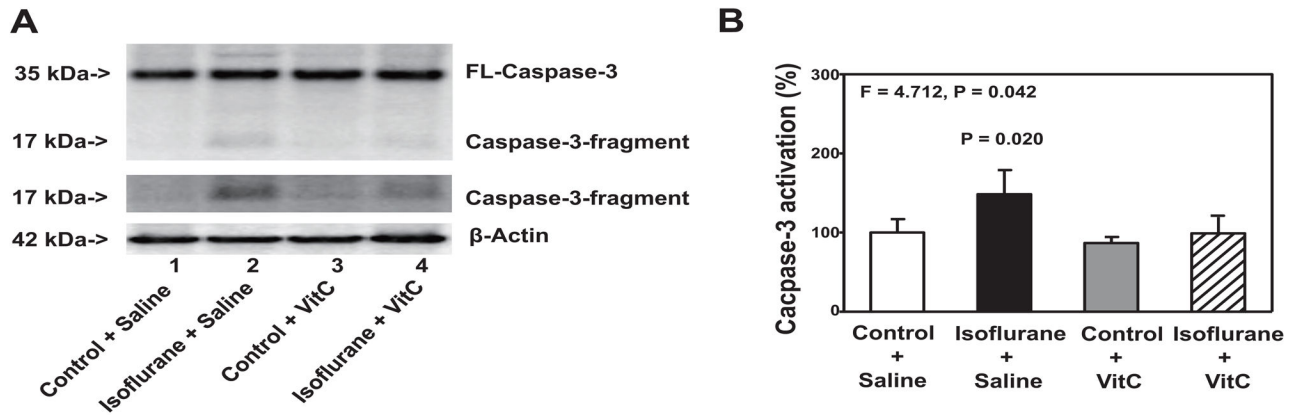 A
35 kDa->
FL-Caspase-3
17 kDa->
Caspase-3-fragment
17 kDa->
Caspase-3-fragment
42 kDa->
β-Actin
1
2
3
4
Control + Saline
Isoflurane + Saline
Control + VitC
Isoflurane + VitC
B
Cacpase-3 activation (%)
300
200
100
0
F = 4.712, P = 0.042
P = 0.020
Control
+
Saline
Isoflurane
+
Saline
Control
+
VitC
Isoflurane
+
VitC